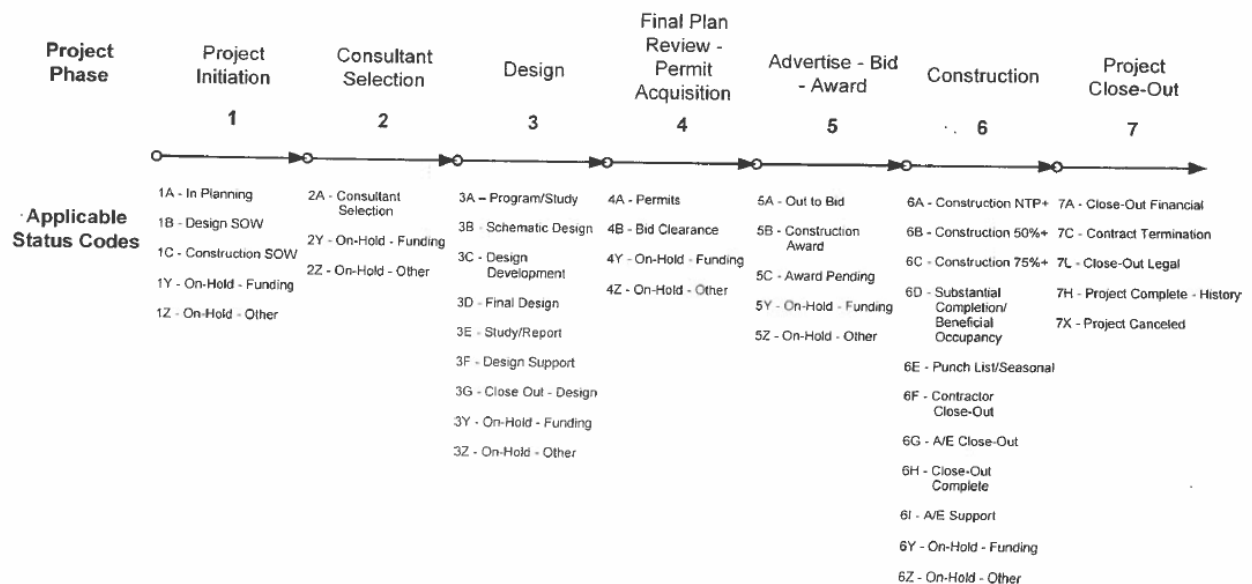 Project
Phase
Project
Initiation
1
Consultant
Selection
2
Design
3
Final Plan
Review -
Permit
Acquisition
4
Advertise - Bid
- Award
5
Construction
6
Project
Close-Out
7
Applicable
Status Codes
1A - In Planning
1B - Design SOW
1C - Construction SOW
1Y - On-Hold - Funding
1Z - On-Hold - Other
2A - Consultant
Selection
2Y - On-Hold - Funding
2Z - On-Hold - Other
3A – Program/Study
3B - Schematic Design
3C - Design
Development
3D - Final Design
3E - Study/Report
3F - Design Support
3G - Close Out - Design
3Y - On-Hold - Funding
3Z - On-Hold - Other
4A - Permits
4B - Bid Clearance
4Y - On-Hold - Funding
4Z - On-Hold - Other
5A - Out to Bid
5B - Construction
Award
5C - Award Pending
5Y - On-Hold - Funding
5Z - On-Hold - Other
6A - Construction NTP+
6B - Construction 50%+
6C - Construction 75%+
6D - Substantial
Completion/
Beneficial
Occupancy
6E - Punch List/Seasonal
6F - Contractor
Close-Out
6G - A/E Close-Out
6H - Close-Out
Complete
6I - A/E Support
6Y - On-Hold - Funding
6Z - On-Hold - Other
7A - Close-Out Financial
7C - Contract Termination
7L - Close-Out Legal
7H - Project Complete - History
7X - Project Canceled